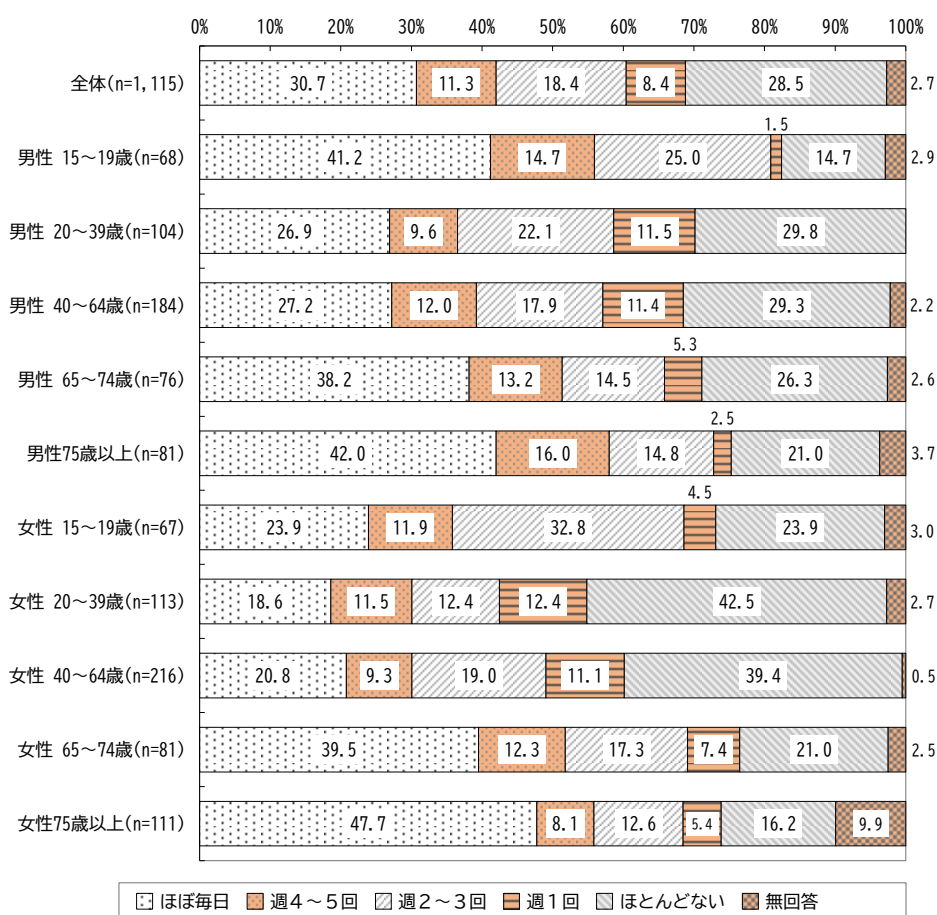 0% 10% 20% 30% 40% 50% 60% 70% 80% 90% 100%
全体(n=1,115) 30.7 11.3 18.4 8.4 28.5 2.7
1.5
男性 15～19歳(n=68) 41.2 14.7 25.0 14.7 2.9
男性 20～39歳(n=104) 26.9 9.6 22.1 11.5 29.8
男性 40～64歳(n=184) 27.2 12.0 17.9 11.4 29.3 2.2
5.3
男性 65～74歳(n=76) 38.2 13.2 14.5 26.3 2.6
2.5
男性75歳以上(n=81) 42.0 16.0 14.8 21.0 3.7
4.5
女性 15～19歳(n=67) 23.9 11.9 32.8 23.9 3.0
女性 20～39歳(n=113) 18.6 11.5 12.4 12.4 42.5 2.7
女性 40～64歳(n=216) 20.8 9.3 19.0 11.1 39.4 0.5
女性 65～74歳(n=81) 39.5 12.3 17.3 7.4 21.0 2.5
女性75歳以上(n=111) 47.7 8.1 12.6 5.4 16.2 9.9
ほぼ毎日 週４～５回 週２～３回 週１回 ほとんどない 無回答